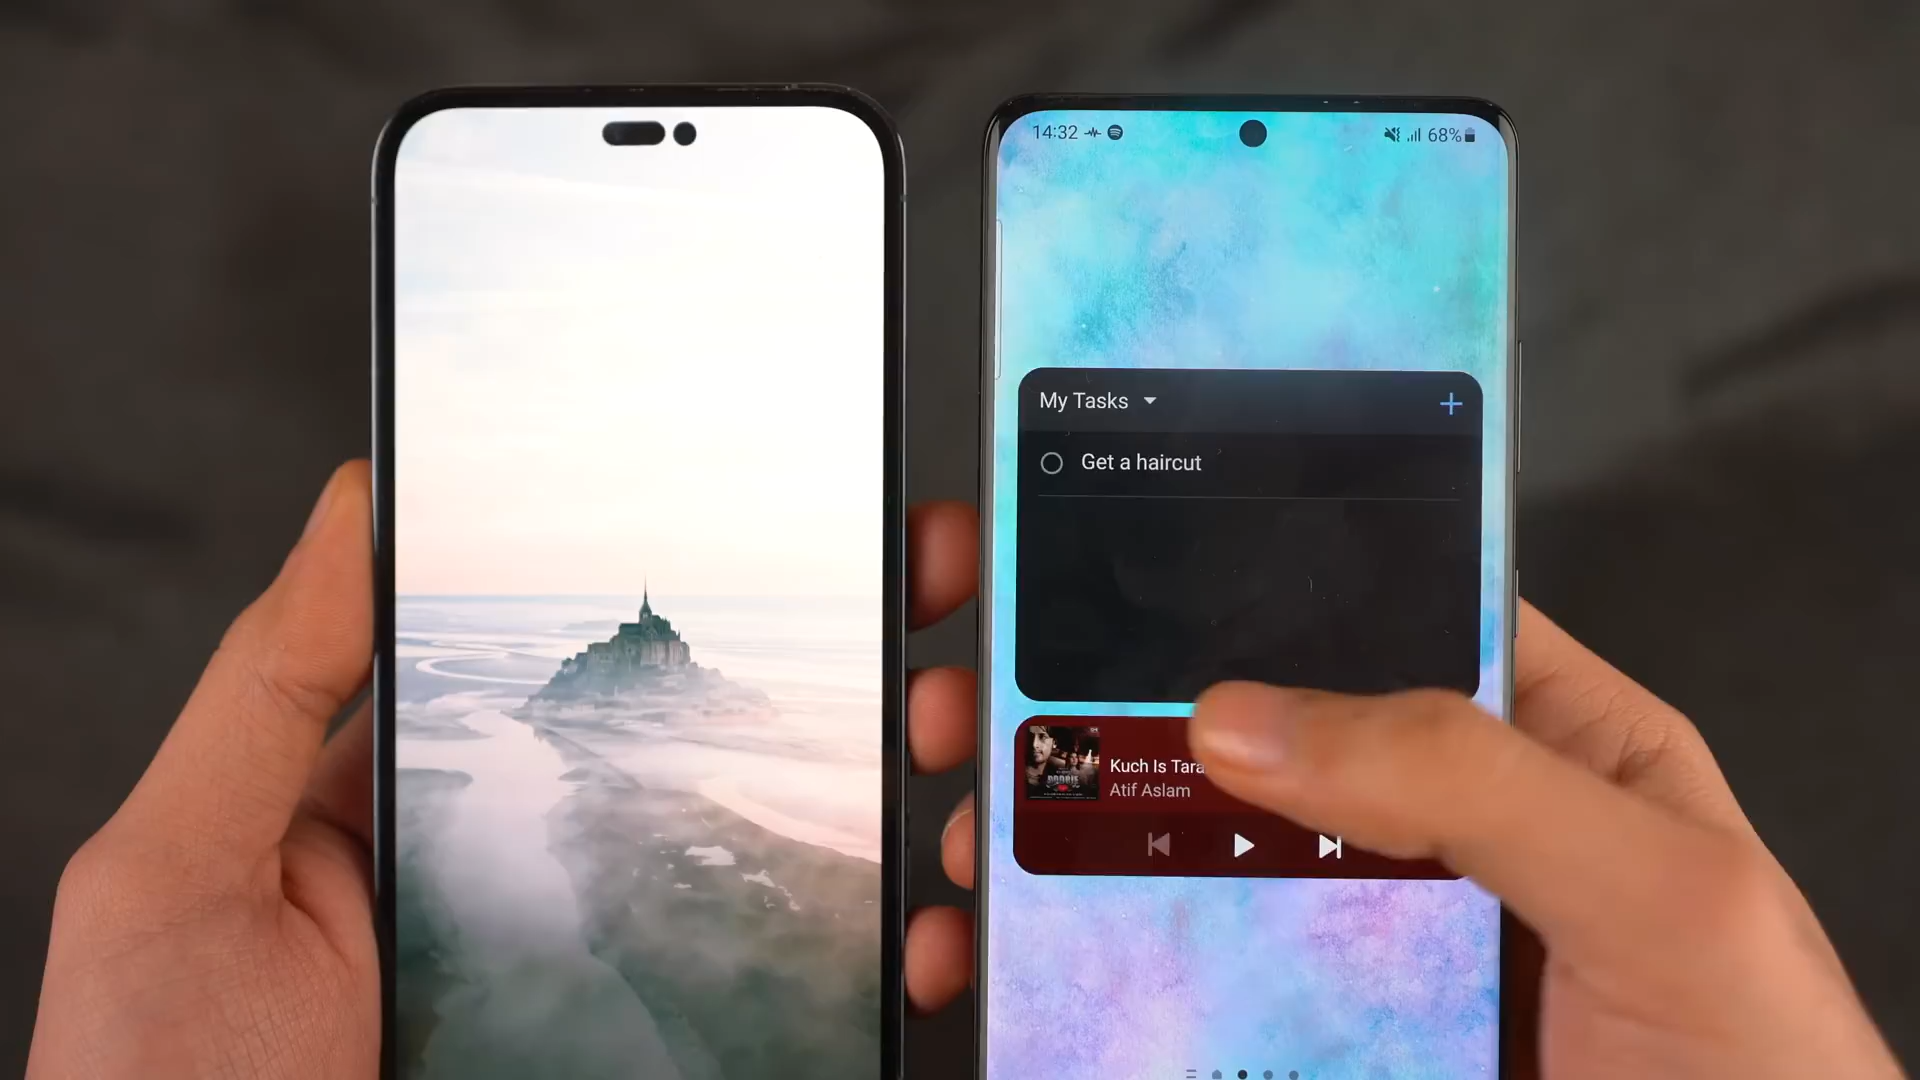 14:32
68%
My Tasks
Get a haircut
Kuch Is Tara
Atif Aslam